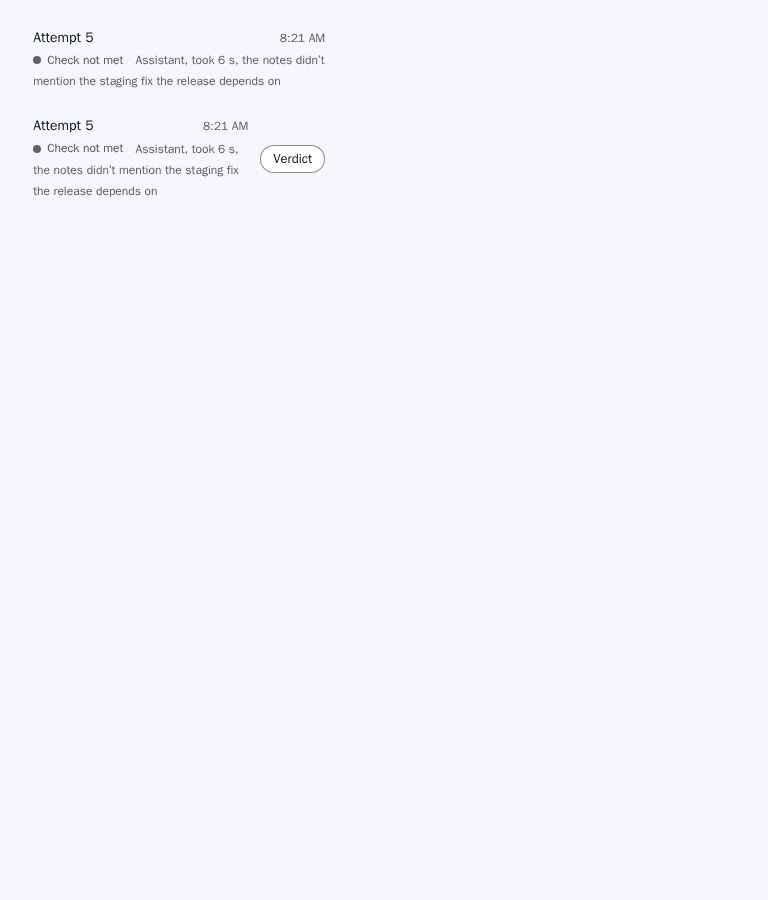 Attempt 5 8:21 AM
Check not met Assistant, took 6 s, the notes didn't
mention the staging fix the release depends on
Attempt 5 8:21 AM
Check not met Assistant, took 6 s,
the notes didn't mention the staging fix
the release depends on
Verdict